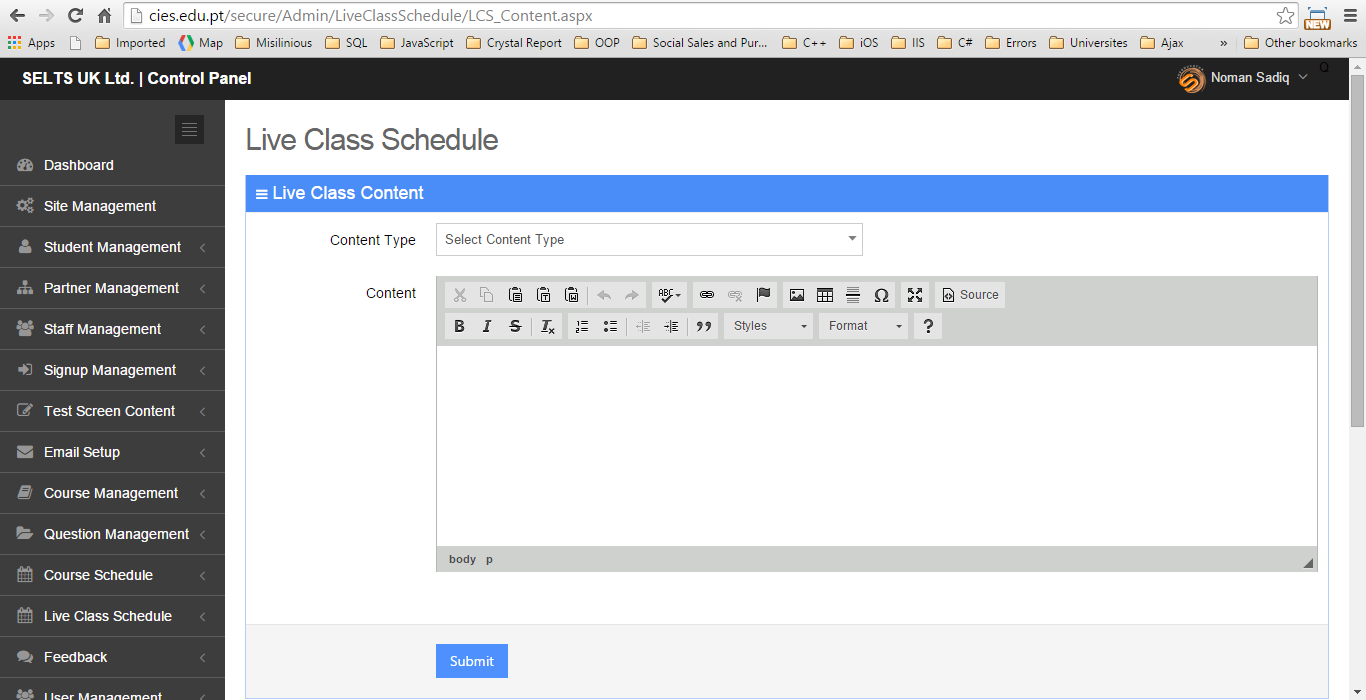 cies.edu.pt/secure/Admin/LiveClassSchedule/LCS_Content.aspx
NEW
Apps Imported Map Misilinious SQL JavaScript Crystal Report OOP Social Sales and Pur... C++ iOS IIS C# Errors Universites Ajax » Other bookmarks
SELTS UK Ltd. | Control Panel
Noman Sadiq
Q
Live Class Schedule
Dashboard
Site Management
Student Management
Partner Management
Staff Management
Signup Management
Test Screen Content
Email Setup
Course Management
Question Management
Course Schedule
Live Class Schedule
Feedback
User Management
Live Class Content
Content Type
Select Content Type
Content
ABC
Ω
Source
B I S Ix
Styles
Format
?
body p
Submit